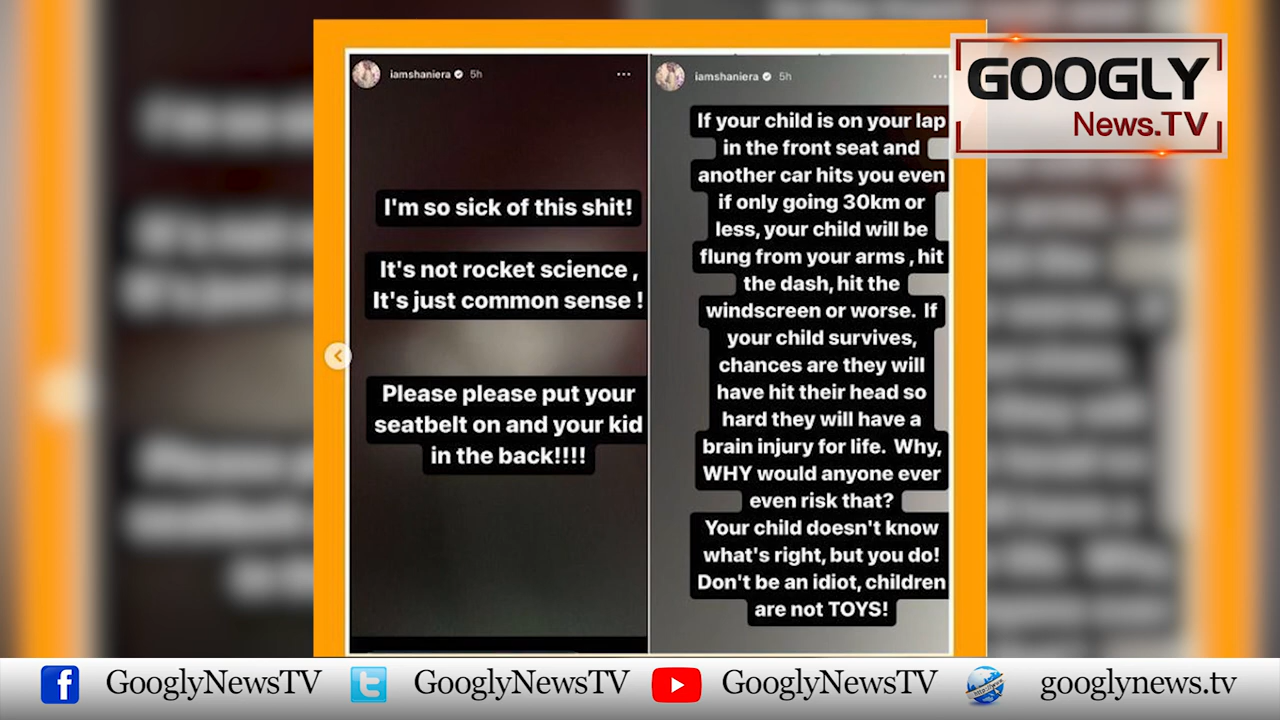 iamshaniera 5h
I'm so sick of this shit!
It's not rocket science ,
It's just common sense !
Please please put your
seatbelt on and your kid
in the back!!!!
iamshaniera 5h
If your child is on your lap
in the front seat and
another car hits you even
if only going 30km or
less, your child will be
flung from your arms , hit
the dash, hit the
windscreen or worse. If
your child survives,
chances are they will
have hit their head so
hard they will have a
brain injury for life. Why,
WHY would anyone ever
even risk that?
Your child doesn't know
what's right, but you do!
Don't be an idiot, children
are not TOYS!
GOOGLY
News.TV
GooglyNewsTV
GooglyNewsTV
GooglyNewsTV
googlynews.tv